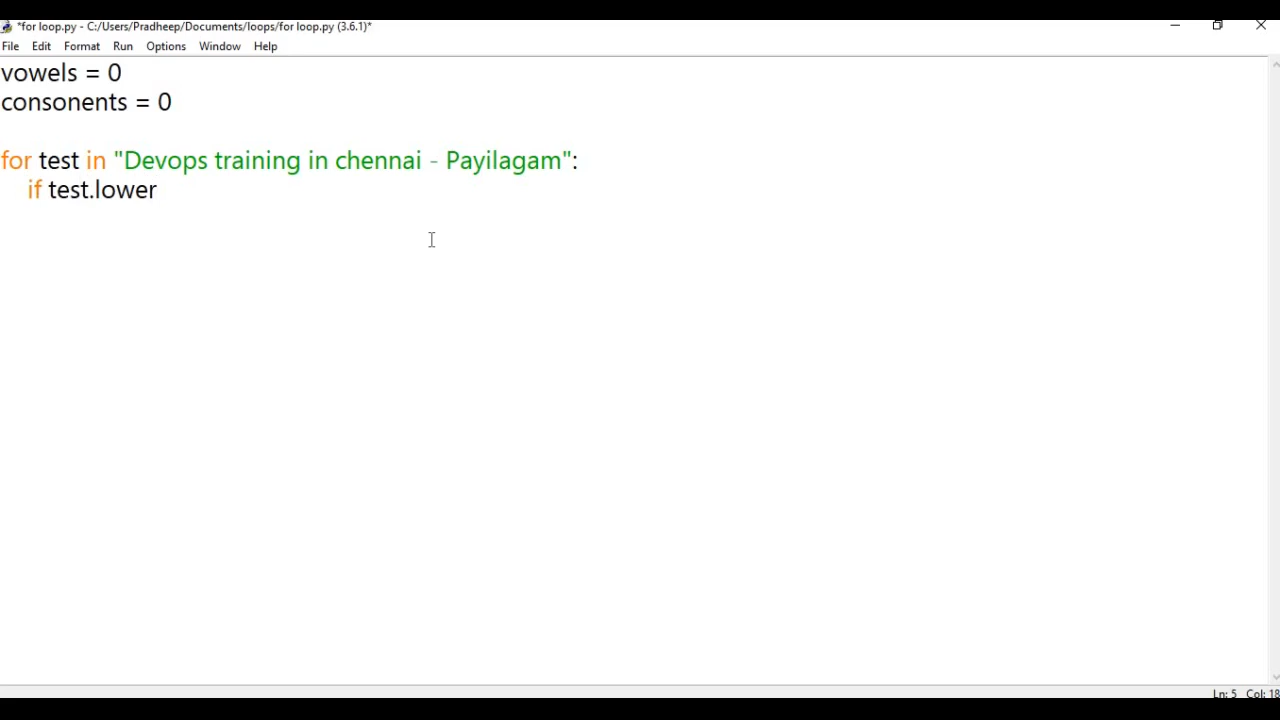 *for loop.py - C:/Users/Pradheep/Documents/loops/for loop.py (3.6.1)*
File Edit Format Run Options Window Help
vowels = 0
consonents = 0
for test in "Devops training in chennai - Payilagam":
if test.lower
Ln: 5 Col: 18